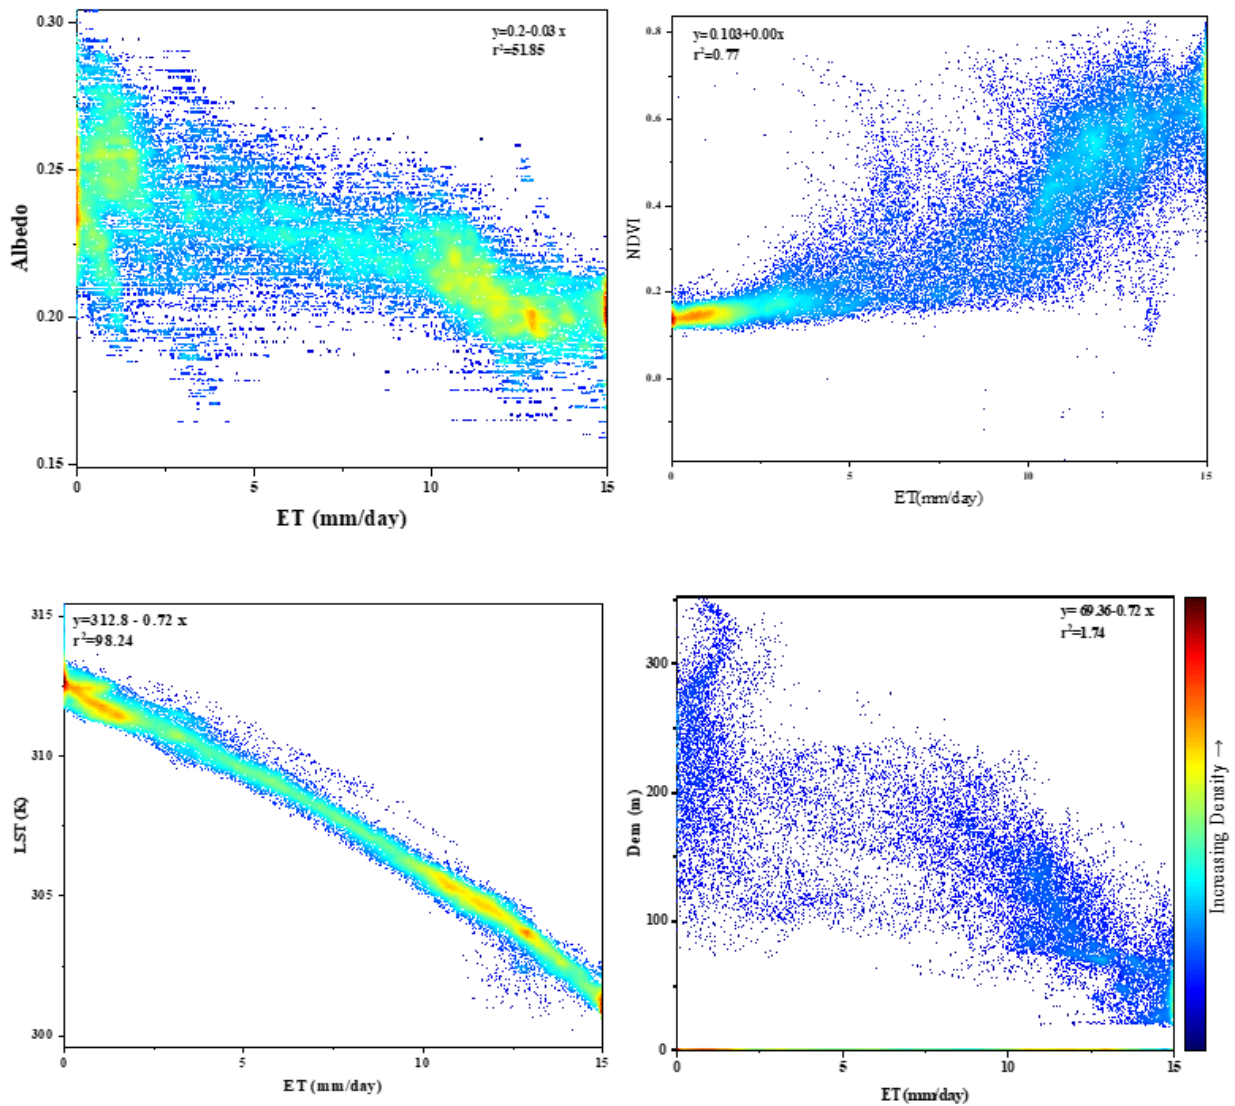 y=0.2-0.03 x
r²=51.85
0.30
0.25
0.20
0.15
Albedo
0
5
10
15
ET (mm/day)
y=0.103+0.00x
r²=0.77
0.8
0.6
0.4
0.2
0.0
NDVI
0
5
10
15
ET(mm/day)
y=312.8 - 0.72 x
r²=98.24
315
310
305
300
LST (K)
0
5
10
15
ET (mm/day)
y= 69.36-0.72 x
r²=1.74
300
200
100
0
Dem (m)
0
5
10
15
ET(mm/day)
Increasing Density →